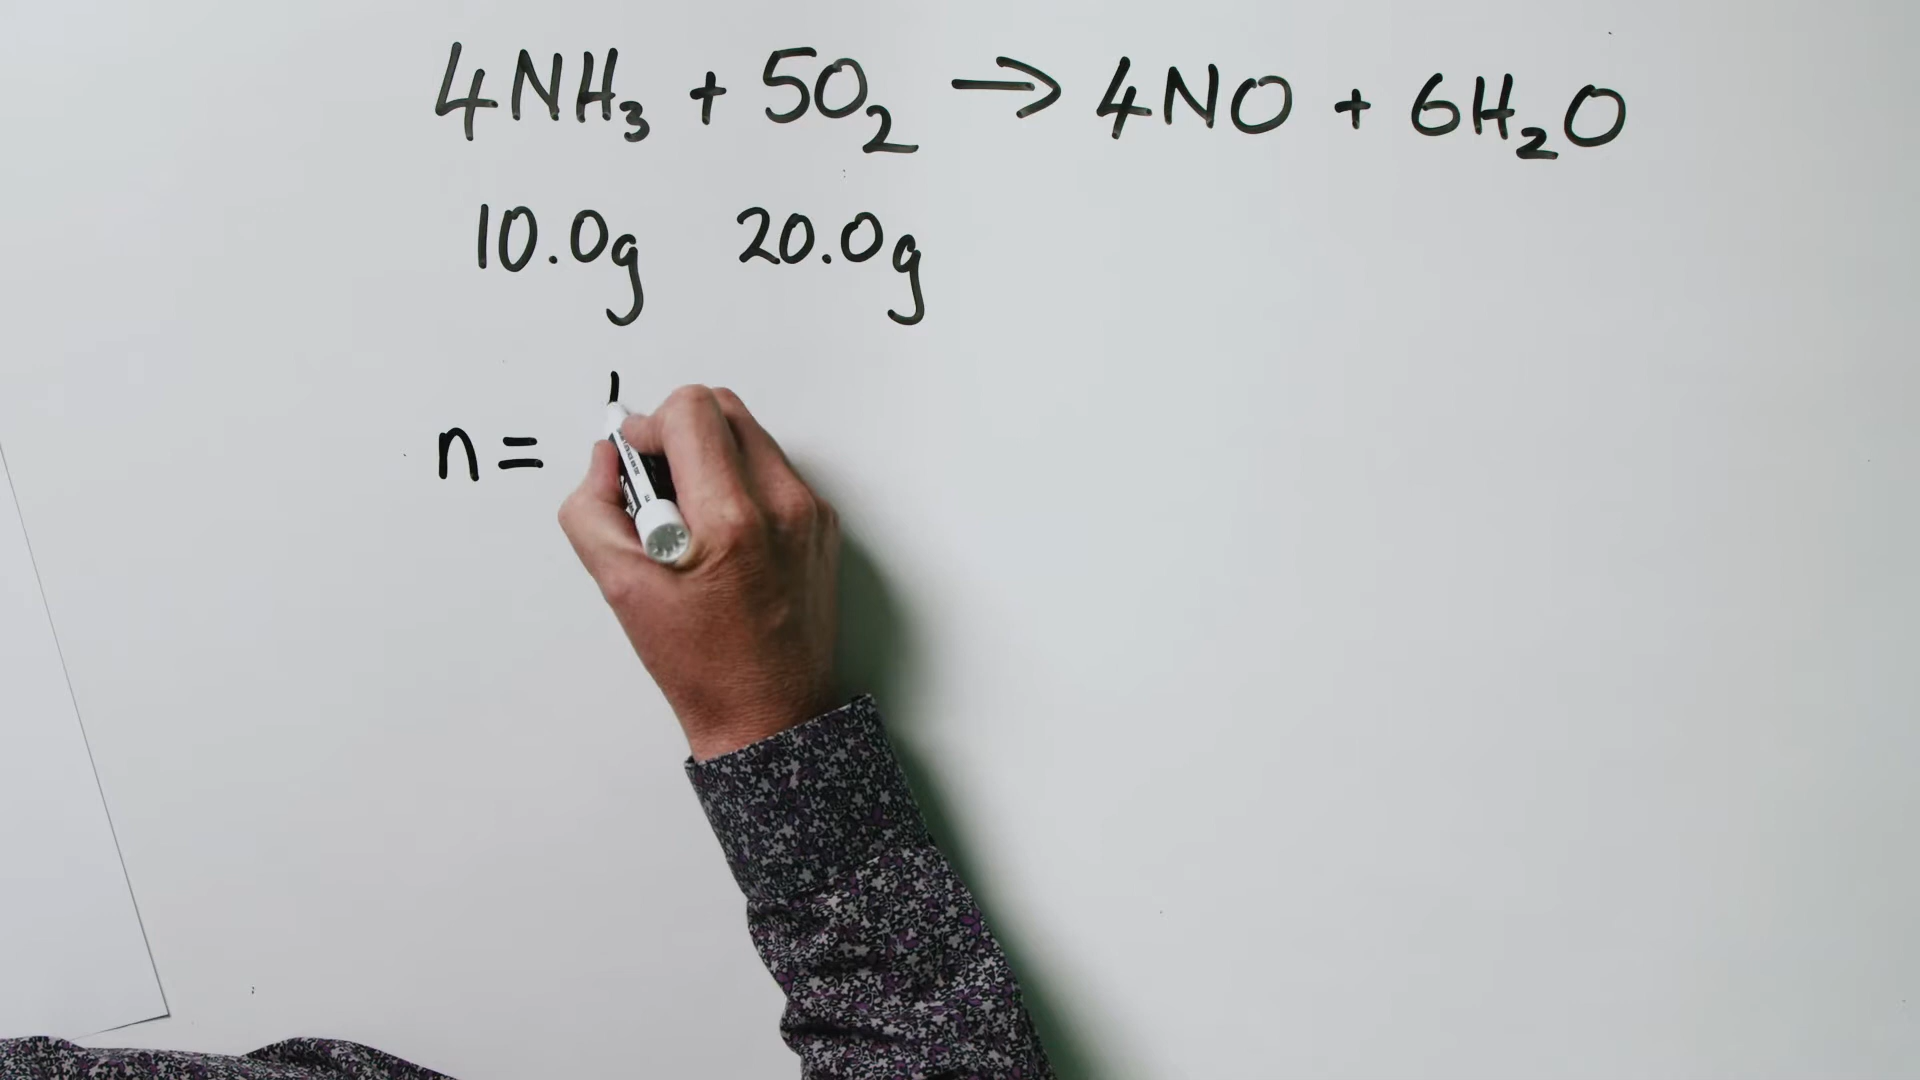 4NH₃ + 5O₂ → 4NO + 6H₂O
10.0g 20.0g
n=